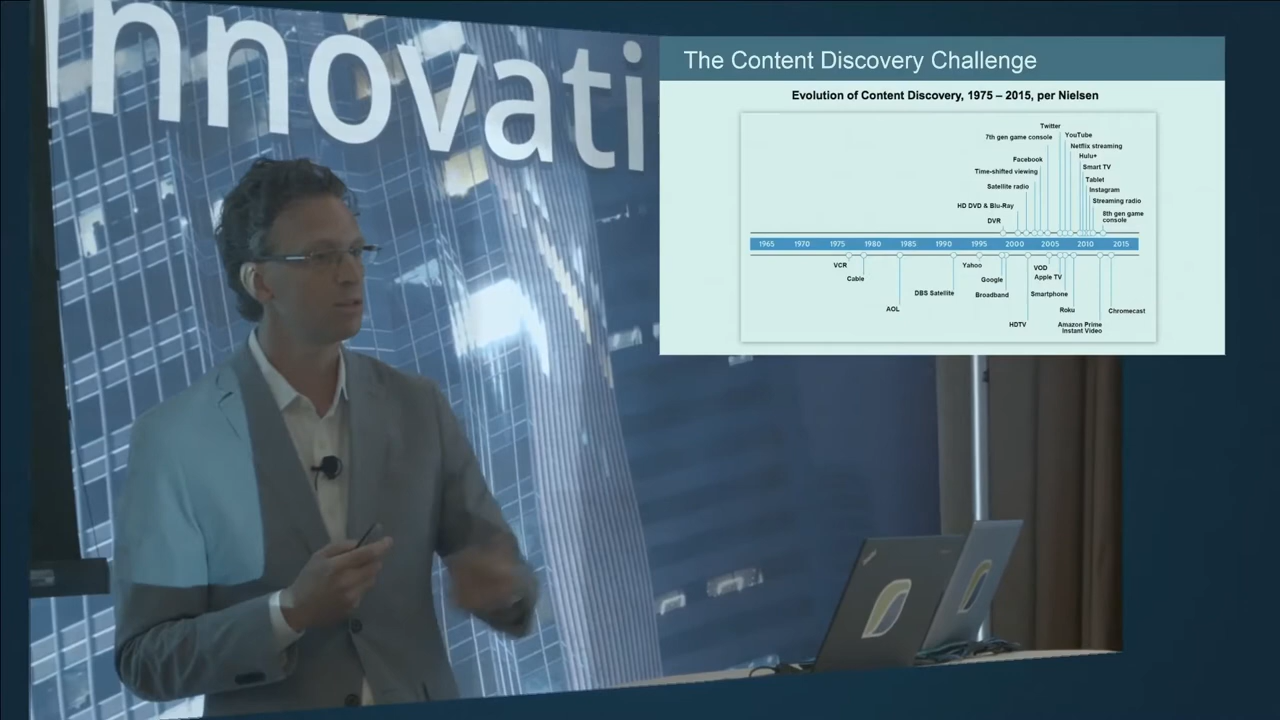 nnovati
The Content Discovery Challenge
Evolution of Content Discovery, 1975 – 2015, per Nielsen
Twitter
7th gen game console
YouTube
Netflix streaming
Hulu+
Facebook
Smart TV
Time-shifted viewing
Tablet
Satellite radio
Instagram
Streaming radio
HD DVD & Blu-Ray
8th gen game
console
DVR
1965 1970 1975 1980 1985 1990 1995 2000 2005 2010 2015
VCR
Yahoo
VOD
Cable
Google
Apple TV
DBS Satellite
Broadband
Smartphone
AOL
Roku
Chromecast
HDTV
Amazon Prime
Instant Video